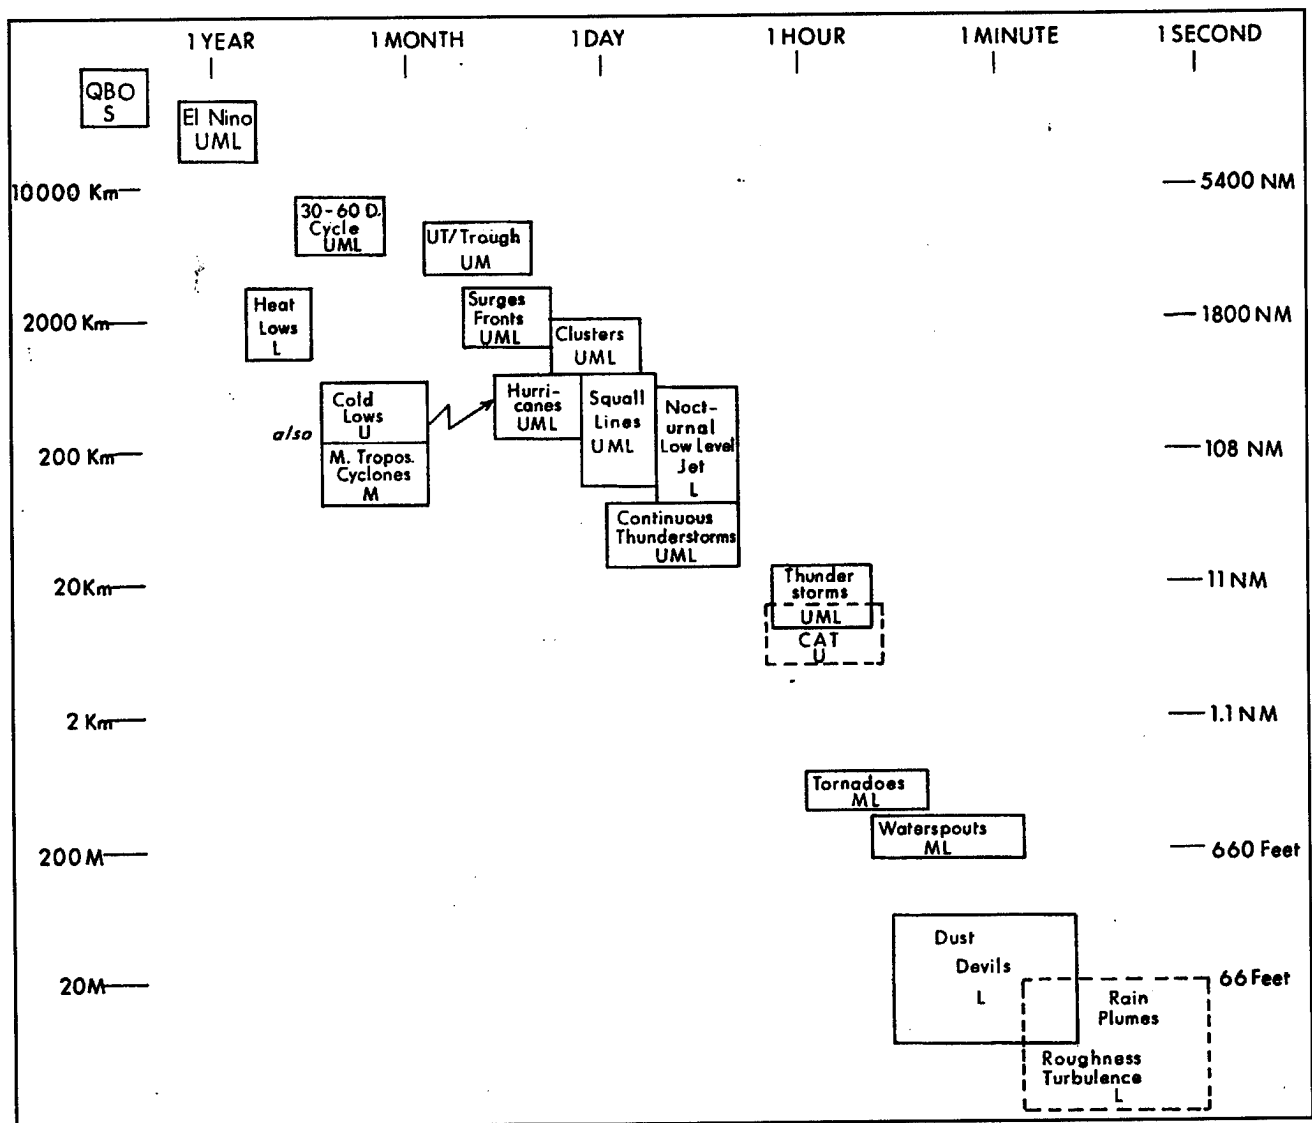 1 YEAR 1 MONTH 1 DAY 1 HOUR 1 MINUTE 1 SECOND
QBO
S
El Nino
UML
10000 Km
5400 NM
30-60 D.
Cycle
UML
UT/Trough
UM
Heat
Lows
L
Surges
Fronts
UML
2000 Km
1800 NM
Clusters
UML
Cold
Lows
U
also
M. Tropos.
Cyclones
M
Hurri-
canes
UML
Squall
Lines
UML
Noct-
urnal
Low Level
Jet
L
200 Km
108 NM
Continuous
Thunderstorms
UML
20 Km
11 NM
Thunder
storms
UML
CAT
U
2 Km
1.1 NM
Tornadoes
ML
Waterspouts
ML
200 M
660 Feet
Dust
Devils
L
20 M
66 Feet
Rain
Plumes
Roughness
Turbulence
L